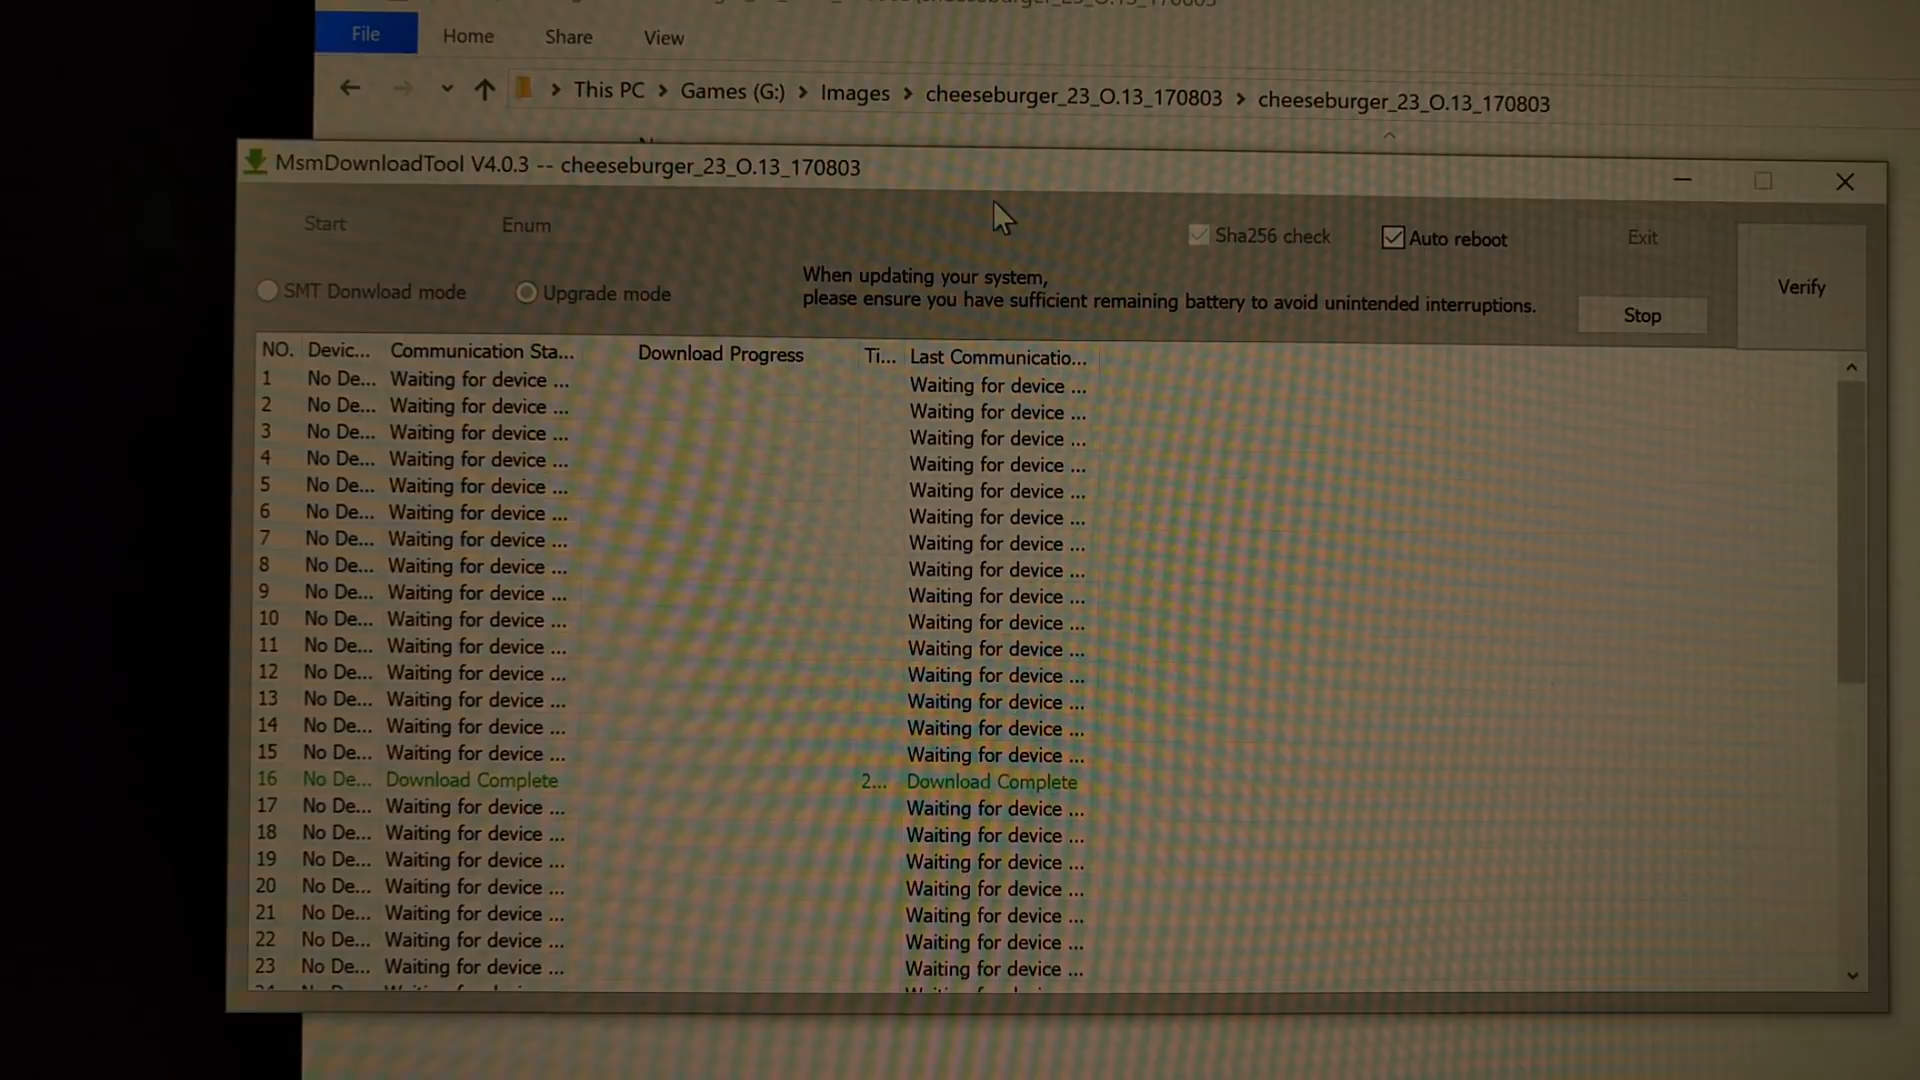 cheeseburger_23_O.13_170803
File Home Share View
This PC > Games (G:) > Images > cheeseburger_23_O.13_170803 > cheeseburger_23_O.13_170803
MsmDownloadTool V4.0.3 -- cheeseburger_23_O.13_170803
Start Enum Sha256 check Auto reboot Exit
Verify
SMT Donwload mode Upgrade mode
When updating your system,
please ensure you have sufficient remaining battery to avoid unintended interruptions.
Stop
NO. Devic... Communication Sta... Download Progress Ti... Last Communicatio...
1 No De... Waiting for device ... Waiting for device ...
2 No De... Waiting for device ... Waiting for device ...
3 No De... Waiting for device ... Waiting for device ...
4 No De... Waiting for device ... Waiting for device ...
5 No De... Waiting for device ... Waiting for device ...
6 No De... Waiting for device ... Waiting for device ...
7 No De... Waiting for device ... Waiting for device ...
8 No De... Waiting for device ... Waiting for device ...
9 No De... Waiting for device ... Waiting for device ...
10 No De... Waiting for device ... Waiting for device ...
11 No De... Waiting for device ... Waiting for device ...
12 No De... Waiting for device ... Waiting for device ...
13 No De... Waiting for device ... Waiting for device ...
14 No De... Waiting for device ... Waiting for device ...
15 No De... Waiting for device ... Waiting for device ...
16 No De... Download Complete 2... Download Complete
17 No De... Waiting for device ... Waiting for device ...
18 No De... Waiting for device ... Waiting for device ...
19 No De... Waiting for device ... Waiting for device ...
20 No De... Waiting for device ... Waiting for device ...
21 No De... Waiting for device ... Waiting for device ...
22 No De... Waiting for device ... Waiting for device ...
23 No De... Waiting for device ... Waiting for device ...